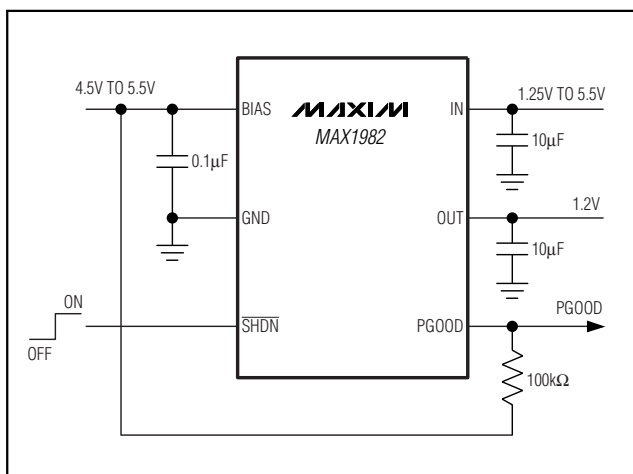 4.5V TO 5.5V
BIAS
MAXIM
MAX1982
IN
1.25V TO 5.5V
0.1µF
10µF
GND
OUT
1.2V
10µF
ON
OFF
SHDN
PGOOD
PGOOD
100kΩ